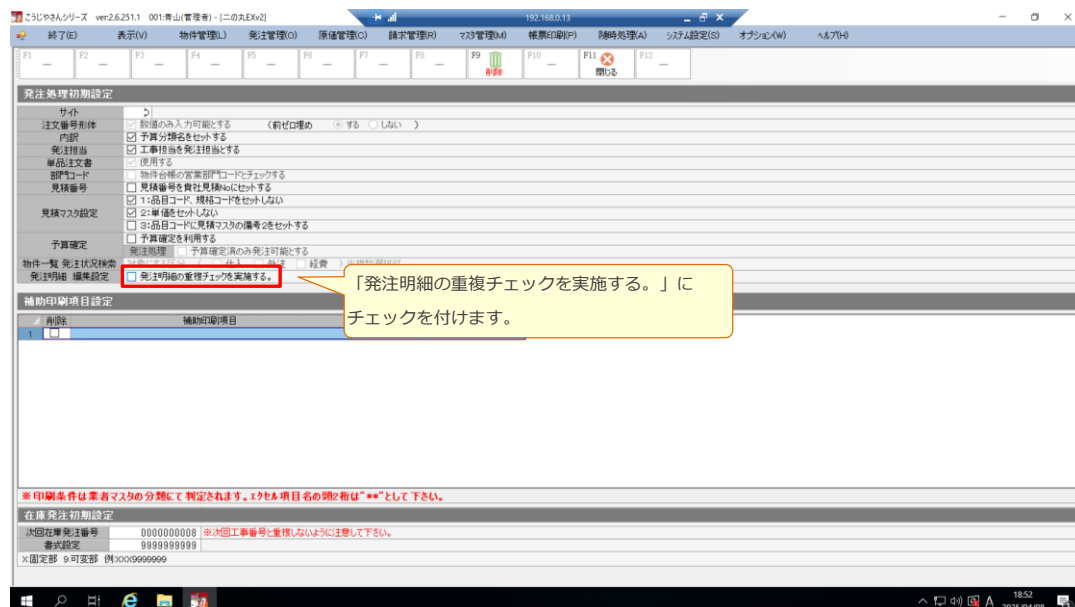 こうじやさんシリーズ ver:2.6.251.1 001:青山(管理者) - [二の丸EXv2]
192.168.0.13
終了(E) 表示(V) 物件管理(L) 発注管理(O) 原価管理(C) 請求管理(R) マスタ管理(M) 帳票印刷(P) 随時処理(A) システム設定(S) オプション(W) ヘルプ(H)
F1 F2 F3 F4 F5 F6 F7 F8 F9 F10 F11 F12
削除 閉じる
発注処理初期設定
サイト
注文番号形体 数値のみ入力可能とする (前ゼロ埋め する しない )
内訳 予算分類名をセットする
発注担当 工事担当を発注担当とする
単品注文書 使用する
部門コード 物件台帳の営業部門コードとチェックする
見積番号 見積番号を貴社見積Noにセットする
1:品目コード、規格コードをセットしない
見積マスタ設定 2:単価をセットしない
3:品目コードに見積マスタの備考2をセットする
予算確定 予算確定を利用する
発注処理 予算確定済のみ発注可能とする
物件一覧 発注状況検索 外注 経費 )
発注明細 編集設定 発注明細の重複チェックを実施する。
「発注明細の重複チェックを実施する。」に
チェックを付けます。
補助印刷項目設定
削除 補助印刷項目
1
※印刷条件は業者マスタの分類にて判定されます。エクセル項目名の頭2桁は"**"として下さい。
在庫発注初期設定
次回在庫発注番号 0000000008 ※次回工事番号と重複しないように注意して下さい。
書式設定 9999999999
X:固定部 9:可変部 例:XXX9999999
A 18:52
2025/04/08